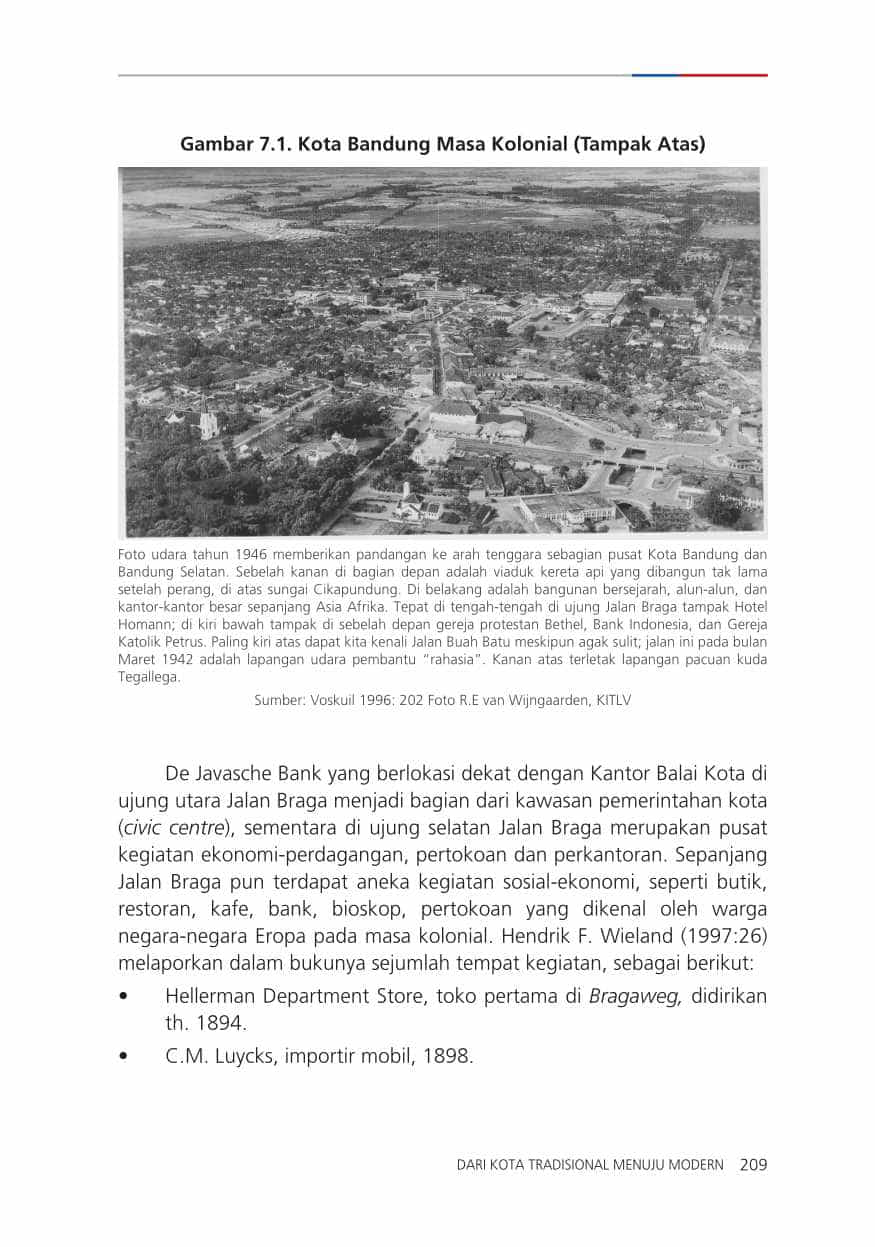 Gambar 7.1. Kota Bandung Masa Kolonial (Tampak Atas)
Foto udara tahun 1946 memberikan pandangan ke arah tenggara sebagian pusat Kota Bandung dan
Bandung Selatan. Sebelah kanan di bagian depan adalah viaduk kereta api yang dibangun tak lama
setelah perang, di atas sungai Cikapundung. Di belakang adalah bangunan bersejarah, alun-alun, dan
kantor-kantor besar sepanjang Asia Afrika. Tepat di tengah-tengah di ujung Jalan Braga tampak Hotel
Homann; di kiri bawah tampak di sebelah depan gereja protestan Bethel, Bank Indonesia, dan Gereja
Katolik Petrus. Paling kiri atas dapat kita kenali Jalan Buah Batu meskipun agak sulit; jalan ini pada bulan
Maret 1942 adalah lapangan udara pembantu “rahasia”. Kanan atas terletak lapangan pacuan kuda
Tegallega.
Sumber: Voskuil 1996: 202 Foto R.E van Wijngaarden, KITLV
De Javasche Bank yang berlokasi dekat dengan Kantor Balai Kota di
ujung utara Jalan Braga menjadi bagian dari kawasan pemerintahan kota
(civic centre), sementara di ujung selatan Jalan Braga merupakan pusat
kegiatan ekonomi-perdagangan, pertokoan dan perkantoran. Sepanjang
Jalan Braga pun terdapat aneka kegiatan sosial-ekonomi, seperti butik,
restoran, kafe, bank, bioskop, pertokoan yang dikenal oleh warga
negara-negara Eropa pada masa kolonial. Hendrik F. Wieland (1997:26)
melaporkan dalam bukunya sejumlah tempat kegiatan, sebagai berikut:
• Hellerman Department Store, toko pertama di Bragaweg, didirikan
th. 1894.
• C.M. Luycks, importir mobil, 1898.
DARI KOTA TRADISIONAL MENUJU MODERN 209